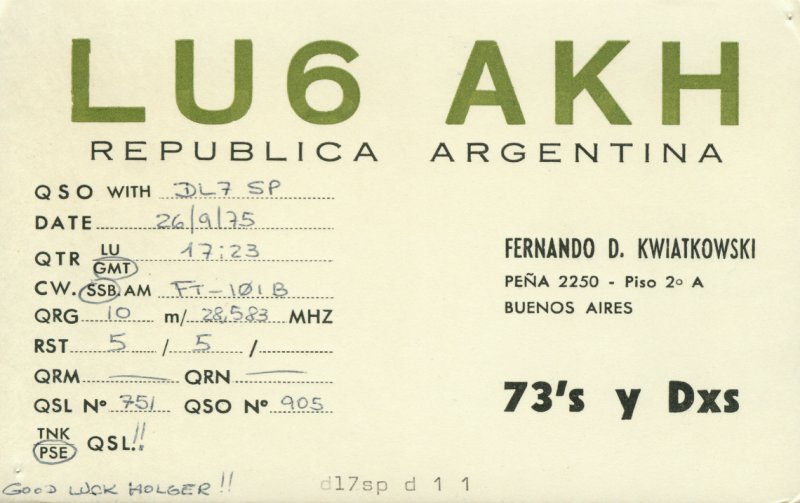 LU6 AKH
REPUBLICA ARGENTINA
QSO WITH DL7 SP
DATE 26/9/75
QTR LU GMT 17:23
CW. SSB. AM FT-101B
QRG 10 m/ 28,583 MHZ
RST 5 / 5 /
QRM — QRN —
QSL Nº 751 QSO Nº 905
TNK PSE QSL.!!
GOOD LUCK HOLGER!!
FERNANDO D. KWIATKOWSKI
PEÑA 2250 - Piso 2º A
BUENOS AIRES
73's y Dxs
dl7sp d 1 1